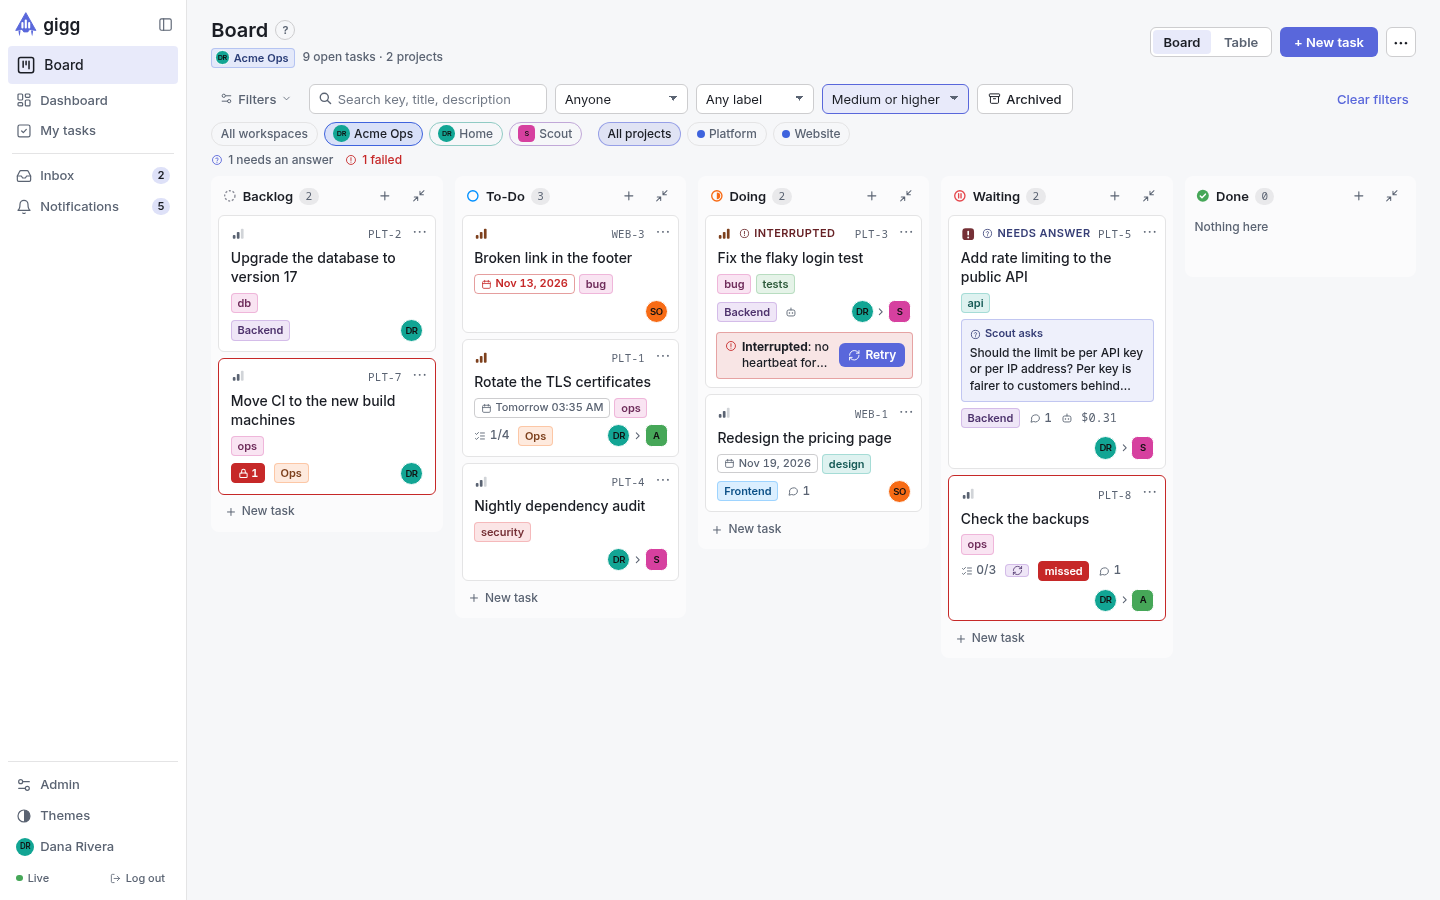 gigg
Board
Dashboard
My tasks
Inbox 2
Notifications 5
Admin
Themes
DR Dana Rivera
Live Log out
Board ?
DR Acme Ops 9 open tasks · 2 projects
Board Table + New task ...
Filters Search key, title, description Anyone Any label Medium or higher Archived Clear filters
All workspaces DR Acme Ops DR Home S Scout All projects Platform Website
1 needs an answer 1 failed
Backlog 2
PLT-2 ...
Upgrade the database to
version 17
db
Backend DR
PLT-7 ...
Move CI to the new build
machines
ops
1 Ops DR
+ New task
To-Do 3
WEB-3 ...
Broken link in the footer
Nov 13, 2026 bug
SO
PLT-1 ...
Rotate the TLS certificates
Tomorrow 03:35 AM ops
1/4 Ops DR > A
PLT-4 ...
Nightly dependency audit
security
DR > S
+ New task
Doing 2
INTERRUPTED PLT-3 ...
Fix the flaky login test
bug tests
Backend DR > S
Interrupted: no
heartbeat for...
Retry
WEB-1 ...
Redesign the pricing page
Nov 19, 2026 design
Frontend 1 SO
+ New task
Waiting 2
NEEDS ANSWER PLT-5 ...
Add rate limiting to the
public API
api
Scout asks
Should the limit be per API key
or per IP address? Per key is
fairer to customers behind...
Backend 1 $0.31
DR > S
PLT-8 ...
Check the backups
ops
0/3 missed 1
DR > A
+ New task
Done 0
Nothing here